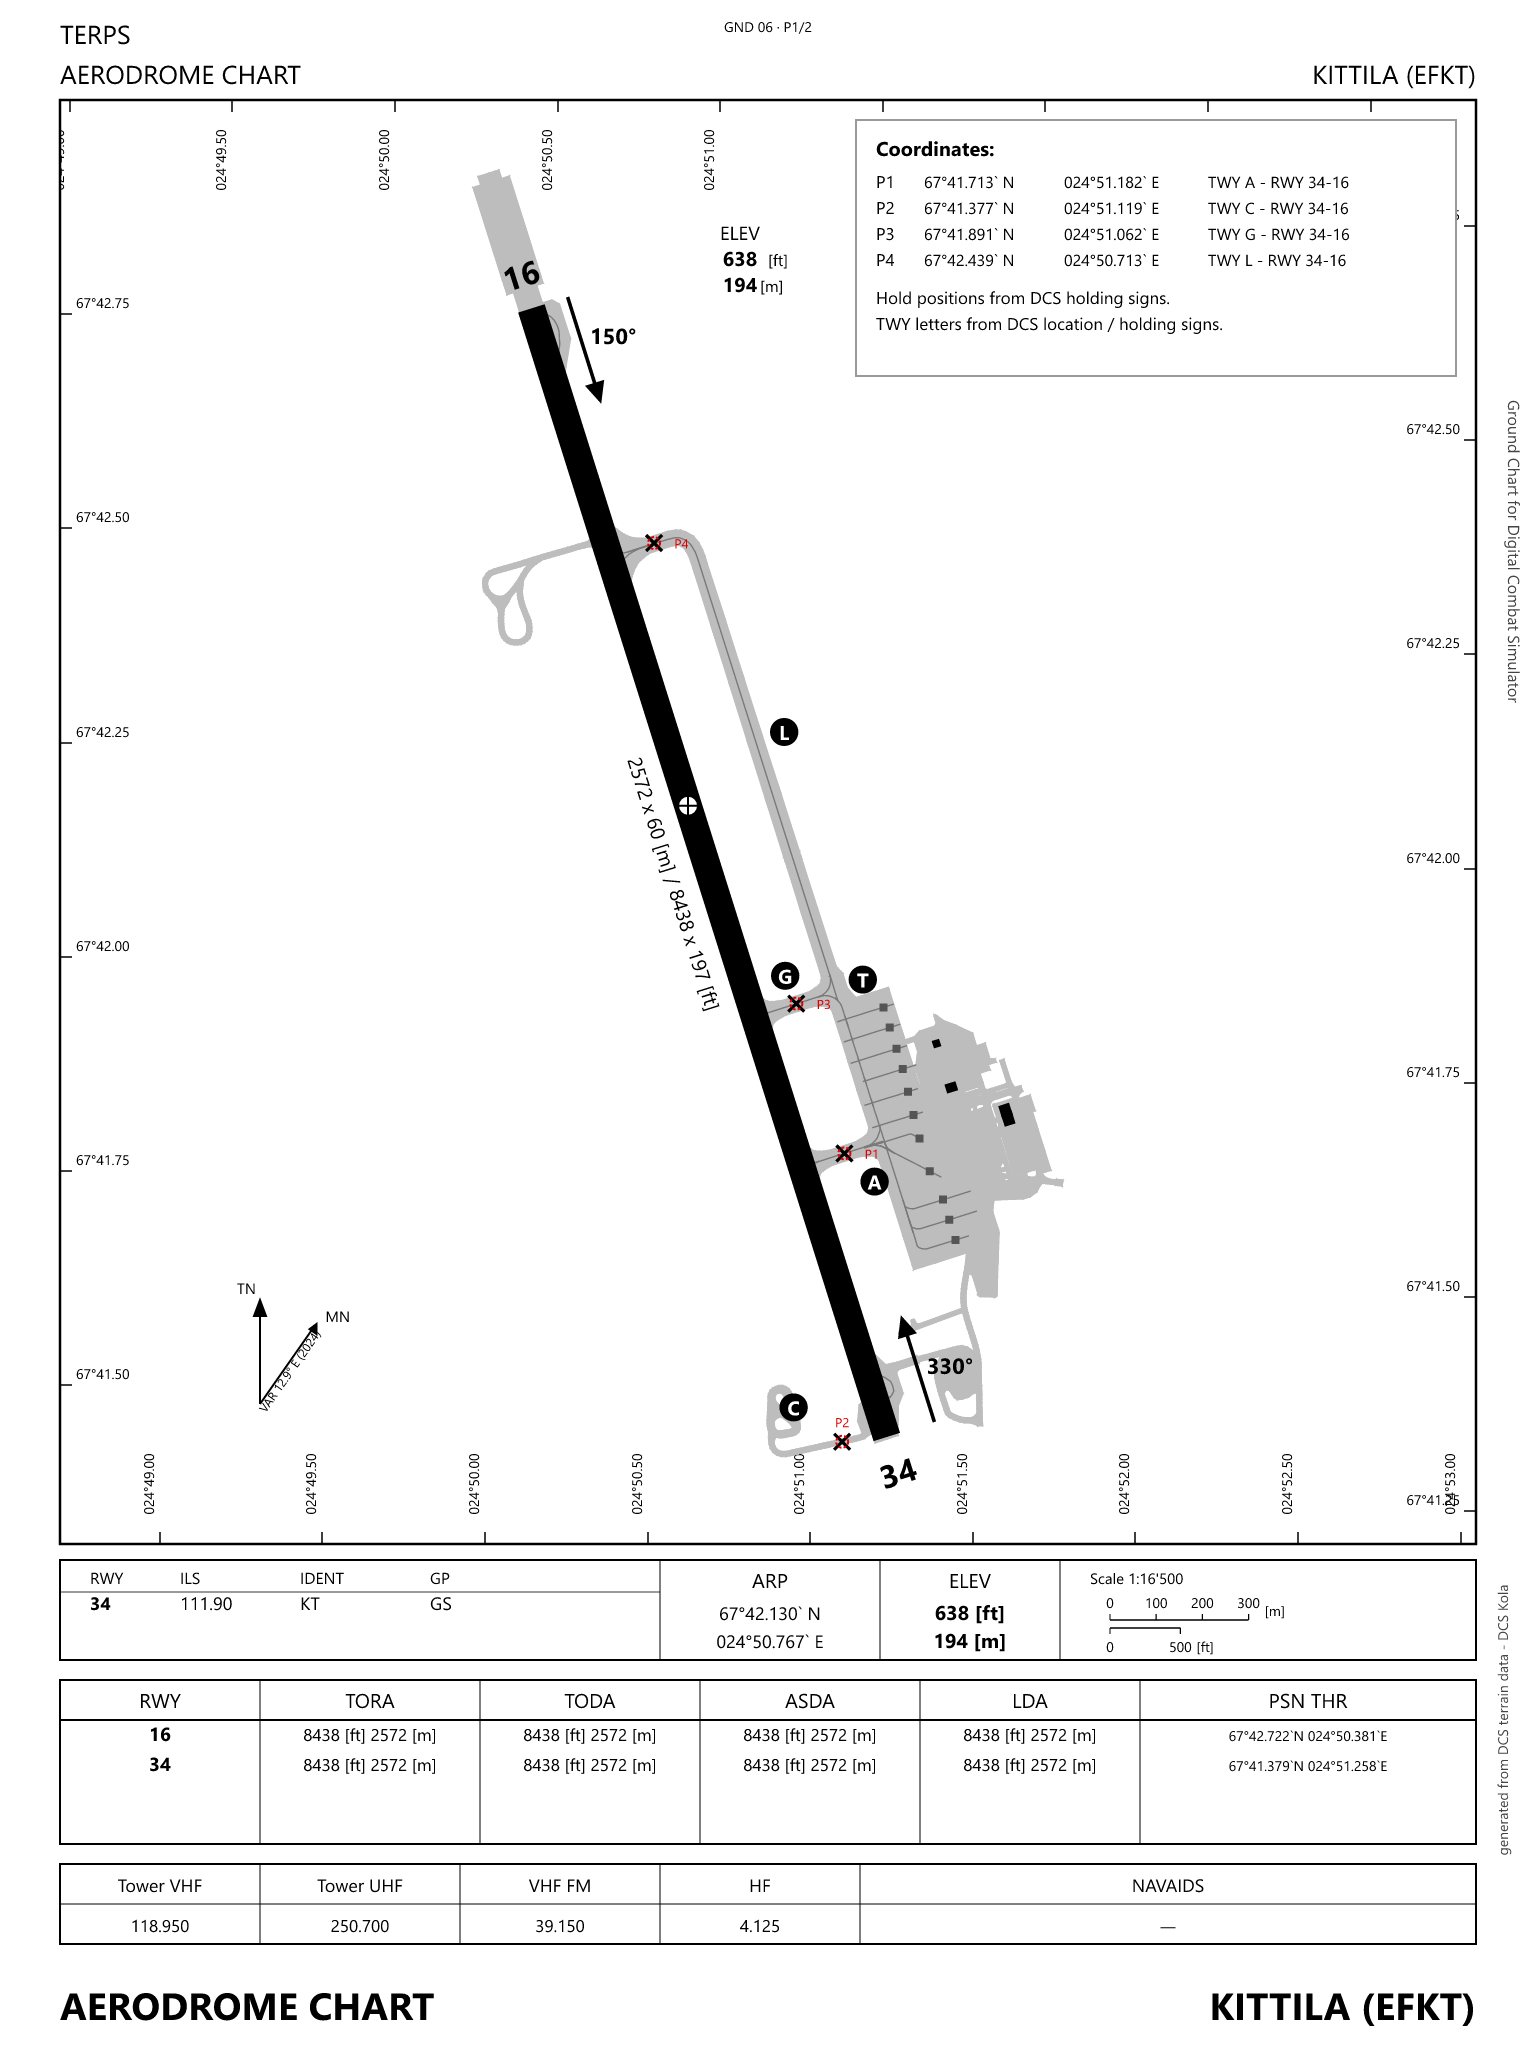 GND 06 · P1/2
TERPS
AERODROME CHART
KITTILA (EFKT)
024°49.50
024°50.00
024°50.50
024°51.00
Coordinates:
P1 67°41.713` N 024°51.182` E TWY A - RWY 34-16
P2 67°41.377` N 024°51.119` E TWY C - RWY 34-16
P3 67°41.891` N 024°51.062` E TWY G - RWY 34-16
P4 67°42.439` N 024°50.713` E TWY L - RWY 34-16
Hold positions from DCS holding signs.
TWY letters from DCS location / holding signs.
ELEV
638 [ft]
194 [m]
16
150°
67°42.75
67°42.50
67°42.50
P4
67°42.25
67°42.25
L
2572 x 60 [m] / 8438 x 197 [ft]
67°42.00
67°42.00
G
T
P3
67°41.75
67°41.75
P1
A
67°41.50
67°41.50
TN
MN
VAR 12.9° E (2024)
330°
C
P2
34
67°41.25
024°49.00
024°49.50
024°50.00
024°50.50
024°51.00
024°51.50
024°52.00
024°52.50
024°53.00
Ground Chart for Digital Combat Simulator
RWY ILS IDENT GP
34 111.90 KT GS
ARP
67°42.130` N
024°50.767` E
ELEV
638 [ft]
194 [m]
Scale 1:16'500
0 100 200 300 [m]
0 500 [ft]
RWY TORA TODA ASDA LDA PSN THR
16 8438 [ft] 2572 [m] 8438 [ft] 2572 [m] 8438 [ft] 2572 [m] 8438 [ft] 2572 [m] 67°42.722`N 024°50.381`E
34 8438 [ft] 2572 [m] 8438 [ft] 2572 [m] 8438 [ft] 2572 [m] 8438 [ft] 2572 [m] 67°41.379`N 024°51.258`E
generated from DCS terrain data - DCS Kola
Tower VHF Tower UHF VHF FM HF NAVAIDS
118.950 250.700 39.150 4.125 —
AERODROME CHART
KITTILA (EFKT)